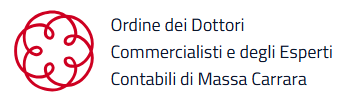 Ordine dei Dottori
Commercialisti e degli Esperti
Contabili di Massa Carrara